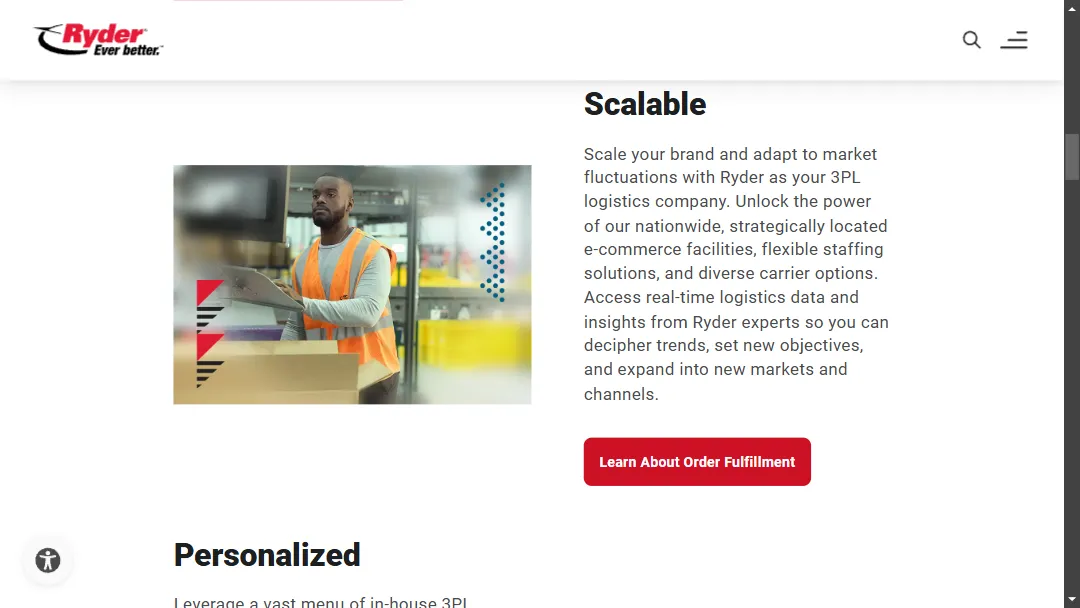 Ryder
Ever better.
Scalable
Scale your brand and adapt to market
fluctuations with Ryder as your 3PL
logistics company. Unlock the power
of our nationwide, strategically located
e-commerce facilities, flexible staffing
solutions, and diverse carrier options.
Access real-time logistics data and
insights from Ryder experts so you can
decipher trends, set new objectives,
and expand into new markets and
channels.
Learn About Order Fulfillment
Personalized
Leverage a vast menu of in-house 3PL